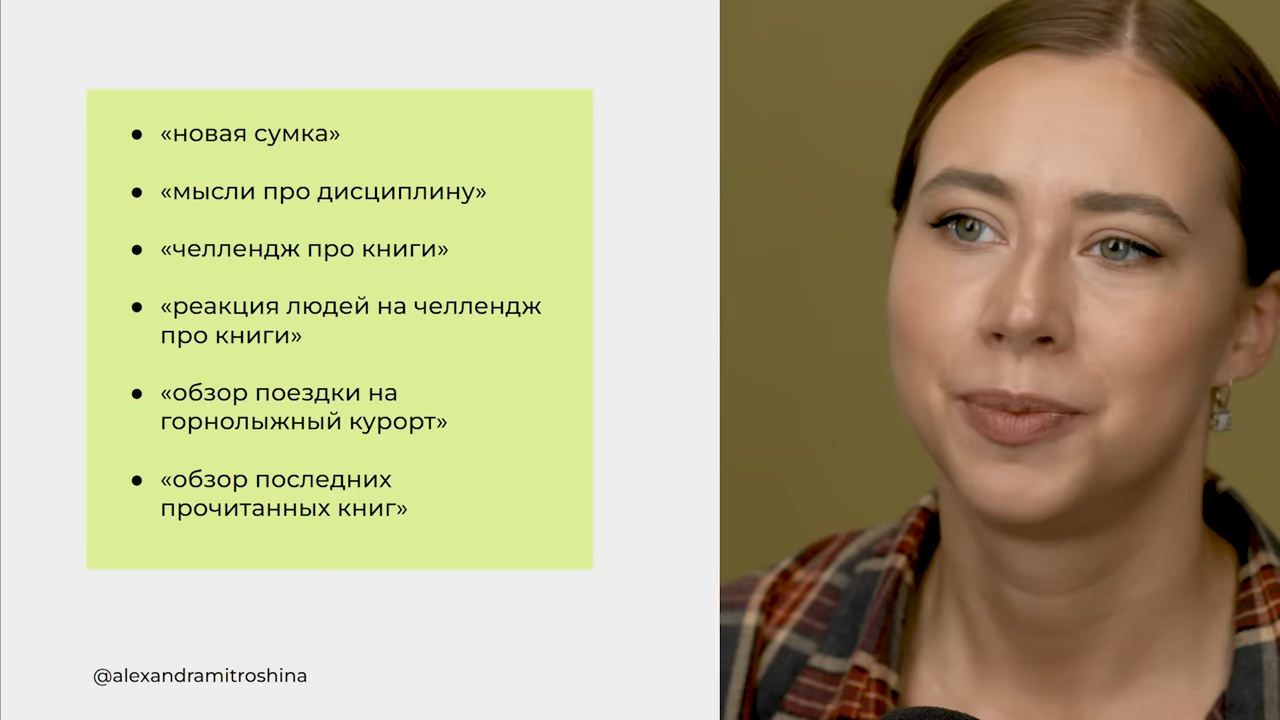 ● «новая сумка»
● «мысли про дисциплину»
● «челлендж про книги»
● «реакция людей на челлендж
про книги»
● «обзор поездки на
горнолыжный курорт»
● «обзор последних
прочитанных книг»
@alexandramitroshina